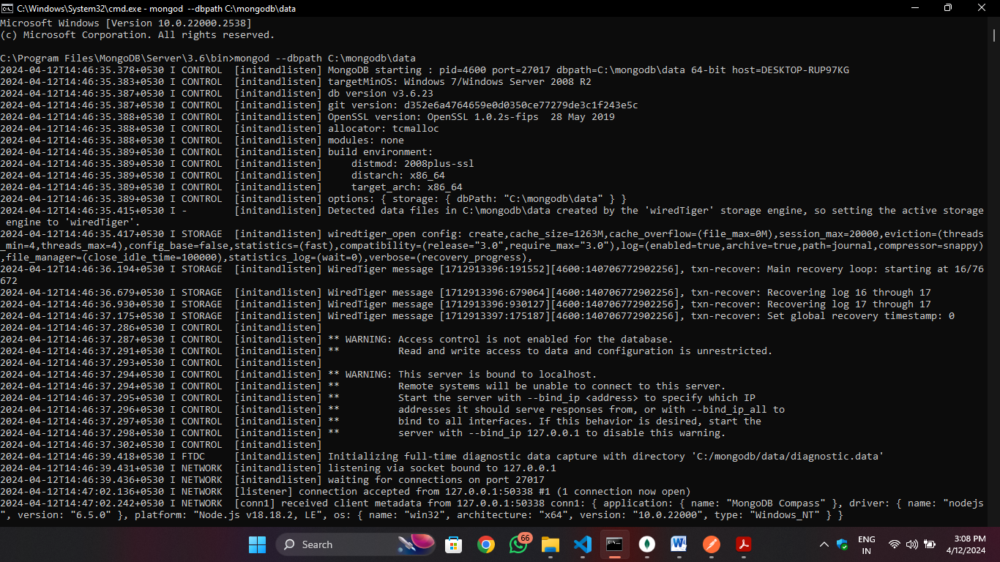 C:\Windows\System32\cmd.exe - mongod --dbpath C:\mongodb\data
Microsoft Windows [Version 10.0.22000.2538]
(c) Microsoft Corporation. All rights reserved.
C:\Program Files\MongoDB\Server\3.6\bin>mongod --dbpath C:\mongodb\data
2024-04-12T14:46:35.378+0530 I CONTROL  [initandlisten] MongoDB starting : pid=4600 port=27017 dbpath=C:\mongodb\data 64-bit host=DESKTOP-RUP97KG
2024-04-12T14:46:35.383+0530 I CONTROL  [initandlisten] targetMinOS: Windows 7/Windows Server 2008 R2
2024-04-12T14:46:35.387+0530 I CONTROL  [initandlisten] db version v3.6.23
2024-04-12T14:46:35.387+0530 I CONTROL  [initandlisten] git version: d352e6a4764659e0d0350ce77279de3c1f243e5c
2024-04-12T14:46:35.388+0530 I CONTROL  [initandlisten] OpenSSL version: OpenSSL 1.0.2s-fips  28 May 2019
2024-04-12T14:46:35.388+0530 I CONTROL  [initandlisten] allocator: tcmalloc
2024-04-12T14:46:35.388+0530 I CONTROL  [initandlisten] modules: none
2024-04-12T14:46:35.389+0530 I CONTROL  [initandlisten] build environment:
2024-04-12T14:46:35.389+0530 I CONTROL  [initandlisten]     distmod: 2008plus-ssl
2024-04-12T14:46:35.389+0530 I CONTROL  [initandlisten]     distarch: x86_64
2024-04-12T14:46:35.389+0530 I CONTROL  [initandlisten]     target_arch: x86_64
2024-04-12T14:46:35.389+0530 I CONTROL  [initandlisten] options: { storage: { dbPath: "C:\mongodb\data" } }
2024-04-12T14:46:35.415+0530 I -        [initandlisten] Detected data files in C:\mongodb\data created by the 'wiredTiger' storage engine, so setting the active storage
 engine to 'wiredTiger'.
2024-04-12T14:46:35.417+0530 I STORAGE  [initandlisten] wiredtiger_open config: create,cache_size=1263M,cache_overflow=(file_max=0M),session_max=20000,eviction=(threads
_min=4,threads_max=4),config_base=false,statistics=(fast),compatibility=(release="3.0",require_max="3.0"),log=(enabled=true,archive=true,path=journal,compressor=snappy)
,file_manager=(close_idle_time=100000),statistics_log=(wait=0),verbose=(recovery_progress),
2024-04-12T14:46:36.194+0530 I STORAGE  [initandlisten] WiredTiger message [1712913396:191552][4600:140706772902256], txn-recover: Main recovery loop: starting at 16/76
672
2024-04-12T14:46:36.679+0530 I STORAGE  [initandlisten] WiredTiger message [1712913396:679064][4600:140706772902256], txn-recover: Recovering log 16 through 17
2024-04-12T14:46:36.930+0530 I STORAGE  [initandlisten] WiredTiger message [1712913396:930127][4600:140706772902256], txn-recover: Recovering log 17 through 17
2024-04-12T14:46:37.175+0530 I STORAGE  [initandlisten] WiredTiger message [1712913397:175187][4600:140706772902256], txn-recover: Set global recovery timestamp: 0
2024-04-12T14:46:37.286+0530 I CONTROL  [initandlisten]
2024-04-12T14:46:37.287+0530 I CONTROL  [initandlisten] ** WARNING: Access control is not enabled for the database.
2024-04-12T14:46:37.291+0530 I CONTROL  [initandlisten] **          Read and write access to data and configuration is unrestricted.
2024-04-12T14:46:37.293+0530 I CONTROL  [initandlisten]
2024-04-12T14:46:37.294+0530 I CONTROL  [initandlisten] ** WARNING: This server is bound to localhost.
2024-04-12T14:46:37.294+0530 I CONTROL  [initandlisten] **          Remote systems will be unable to connect to this server.
2024-04-12T14:46:37.295+0530 I CONTROL  [initandlisten] **          Start the server with --bind_ip <address> to specify which IP
2024-04-12T14:46:37.296+0530 I CONTROL  [initandlisten] **          addresses it should serve responses from, or with --bind_ip_all to
2024-04-12T14:46:37.297+0530 I CONTROL  [initandlisten] **          bind to all interfaces. If this behavior is desired, start the
2024-04-12T14:46:37.298+0530 I CONTROL  [initandlisten] **          server with --bind_ip 127.0.0.1 to disable this warning.
2024-04-12T14:46:37.302+0530 I CONTROL  [initandlisten]
2024-04-12T14:46:39.418+0530 I FTDC     [initandlisten] Initializing full-time diagnostic data capture with directory 'C:/mongodb/data/diagnostic.data'
2024-04-12T14:46:39.431+0530 I NETWORK  [initandlisten] listening via socket bound to 127.0.0.1
2024-04-12T14:46:39.436+0530 I NETWORK  [initandlisten] waiting for connections on port 27017
2024-04-12T14:47:02.136+0530 I NETWORK  [listener] connection accepted from 127.0.0.1:50338 #1 (1 connection now open)
2024-04-12T14:47:02.242+0530 I NETWORK  [conn1] received client metadata from 127.0.0.1:50338 conn1: { application: { name: "MongoDB Compass" }, driver: { name: "nodejs
", version: "6.5.0" }, platform: "Node.js v18.18.2, LE", os: { name: "win32", architecture: "x64", version: "10.0.22000", type: "Windows_NT" } }
Search
66
ENG
IN
3:08 PM
4/12/2024